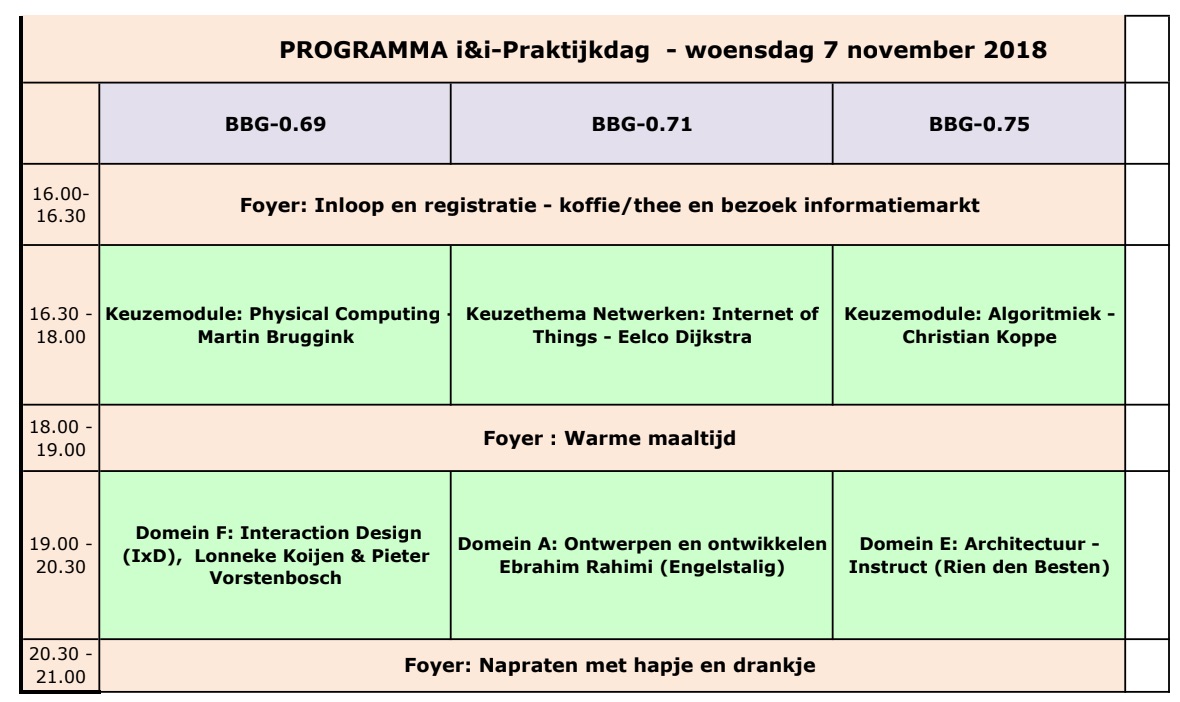 PROGRAMMA i&i-Praktijkdag - woensdag 7 november 2018
BBG-0.69
BBG-0.71
BBG-0.75
16.00-
16.30
Foyer: Inloop en registratie - koffie/thee en bezoek informatiemarkt
16.30 -
18.00
Keuzemodule: Physical Computing -
Martin Bruggink
Keuzethema Netwerken: Internet of
Things - Eelco Dijkstra
Keuzemodule: Algoritmiek -
Christian Koppe
18.00 -
19.00
Foyer : Warme maaltijd
19.00 -
20.30
Domein F: Interaction Design
(IxD), Lonneke Koijen & Pieter
Vorstenbosch
Domein A: Ontwerpen en ontwikkelen
Ebrahim Rahimi (Engelstalig)
Domein E: Architectuur -
Instruct (Rien den Besten)
20.30 -
21.00
Foyer: Napraten met hapje en drankje